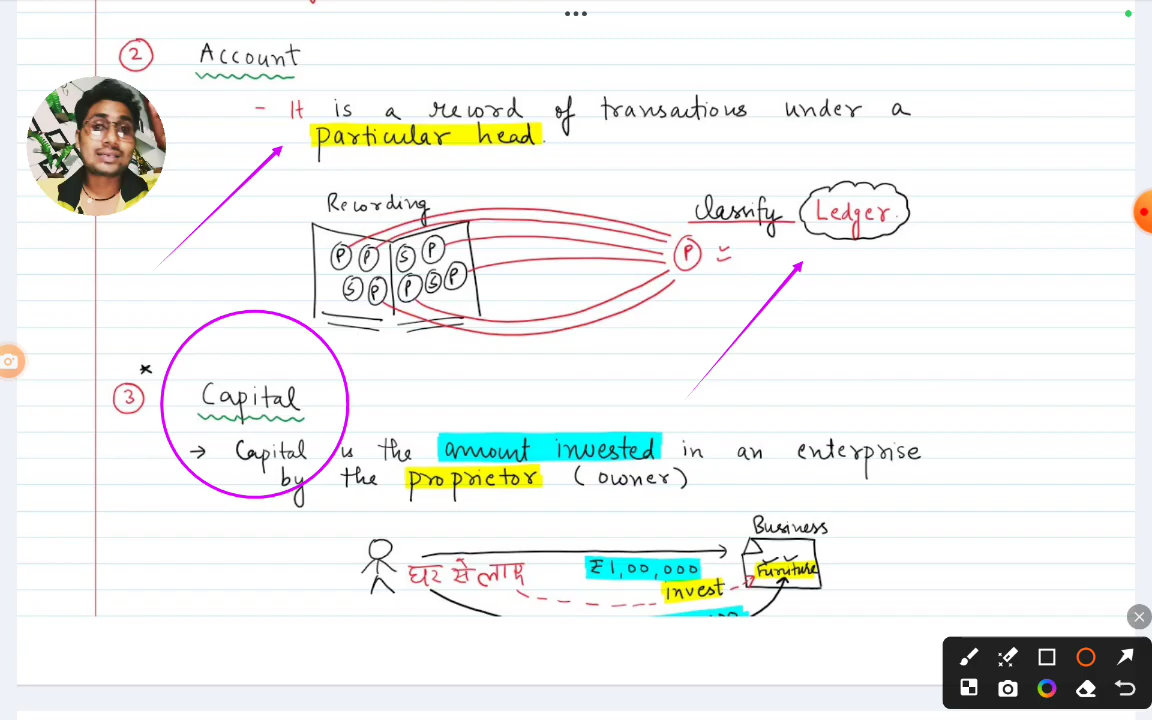 2 Account
- It is a record of transactions under a
particular head.
Recording classify Ledger.
P P S P P
S P P S P
* 3 Capital
→ Capital is the amount invested in an enterprise
by the proprietor (owner)
Business
घर से लाए ₹1,00,000 Furniture
invest